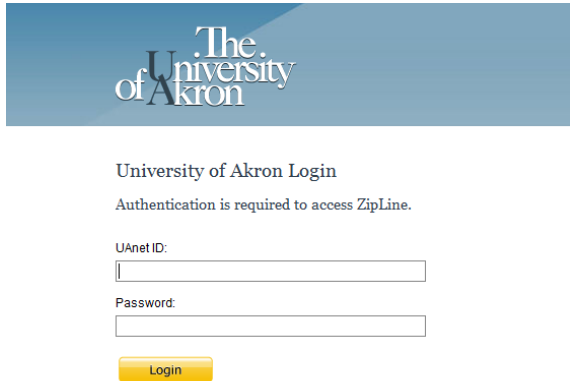 .The.
University
of Akron
University of Akron Login
Authentication is required to access ZipLine.
UAnet ID:
Password:
Login